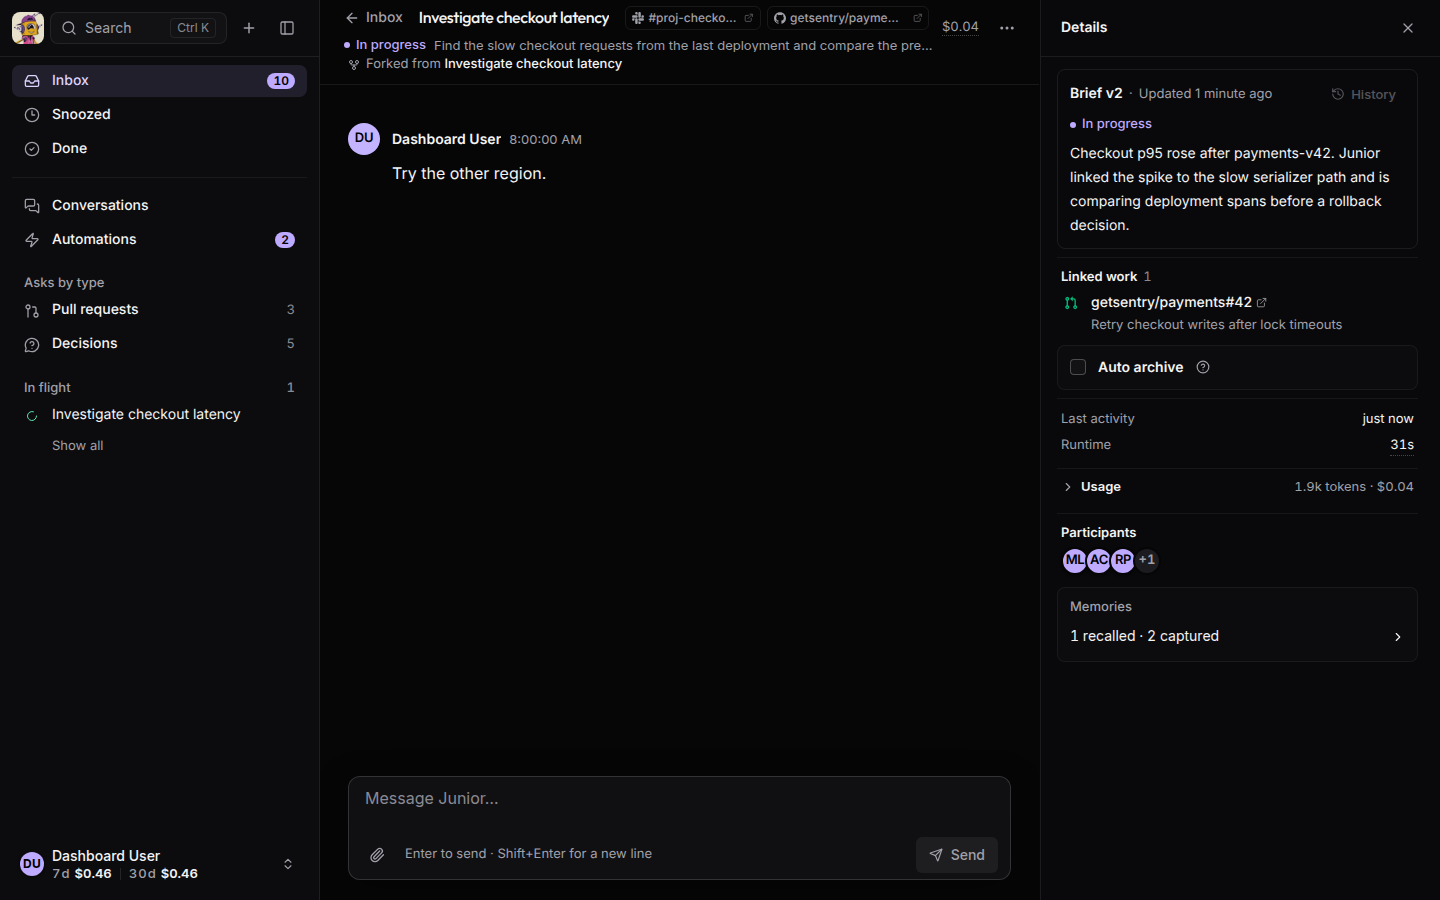 Search
Ctrl K
Inbox
10
Snoozed
Done
Conversations
Automations
2
Asks by type
Pull requests
3
Decisions
5
In flight
1
Investigate checkout latency
Show all
DU
Dashboard User
7d $0.46
30d $0.46
Inbox
Investigate checkout latency
#proj-checko...
getsentry/payme...
$0.04
In progress
Find the slow checkout requests from the last deployment and compare the pre...
Forked from Investigate checkout latency
DU
Dashboard User 8:00:00 AM
Try the other region.
Message Junior...
Enter to send · Shift+Enter for a new line
Send
Details
Brief v2 · Updated 1 minute ago
History
In progress
Checkout p95 rose after payments-v42. Junior
linked the spike to the slow serializer path and is
comparing deployment spans before a rollback
decision.
Linked work 1
getsentry/payments#42
Retry checkout writes after lock timeouts
Auto archive
Last activity
just now
Runtime
31s
Usage
1.9k tokens · $0.04
Participants
ML
AC
RP
+1
Memories
1 recalled · 2 captured